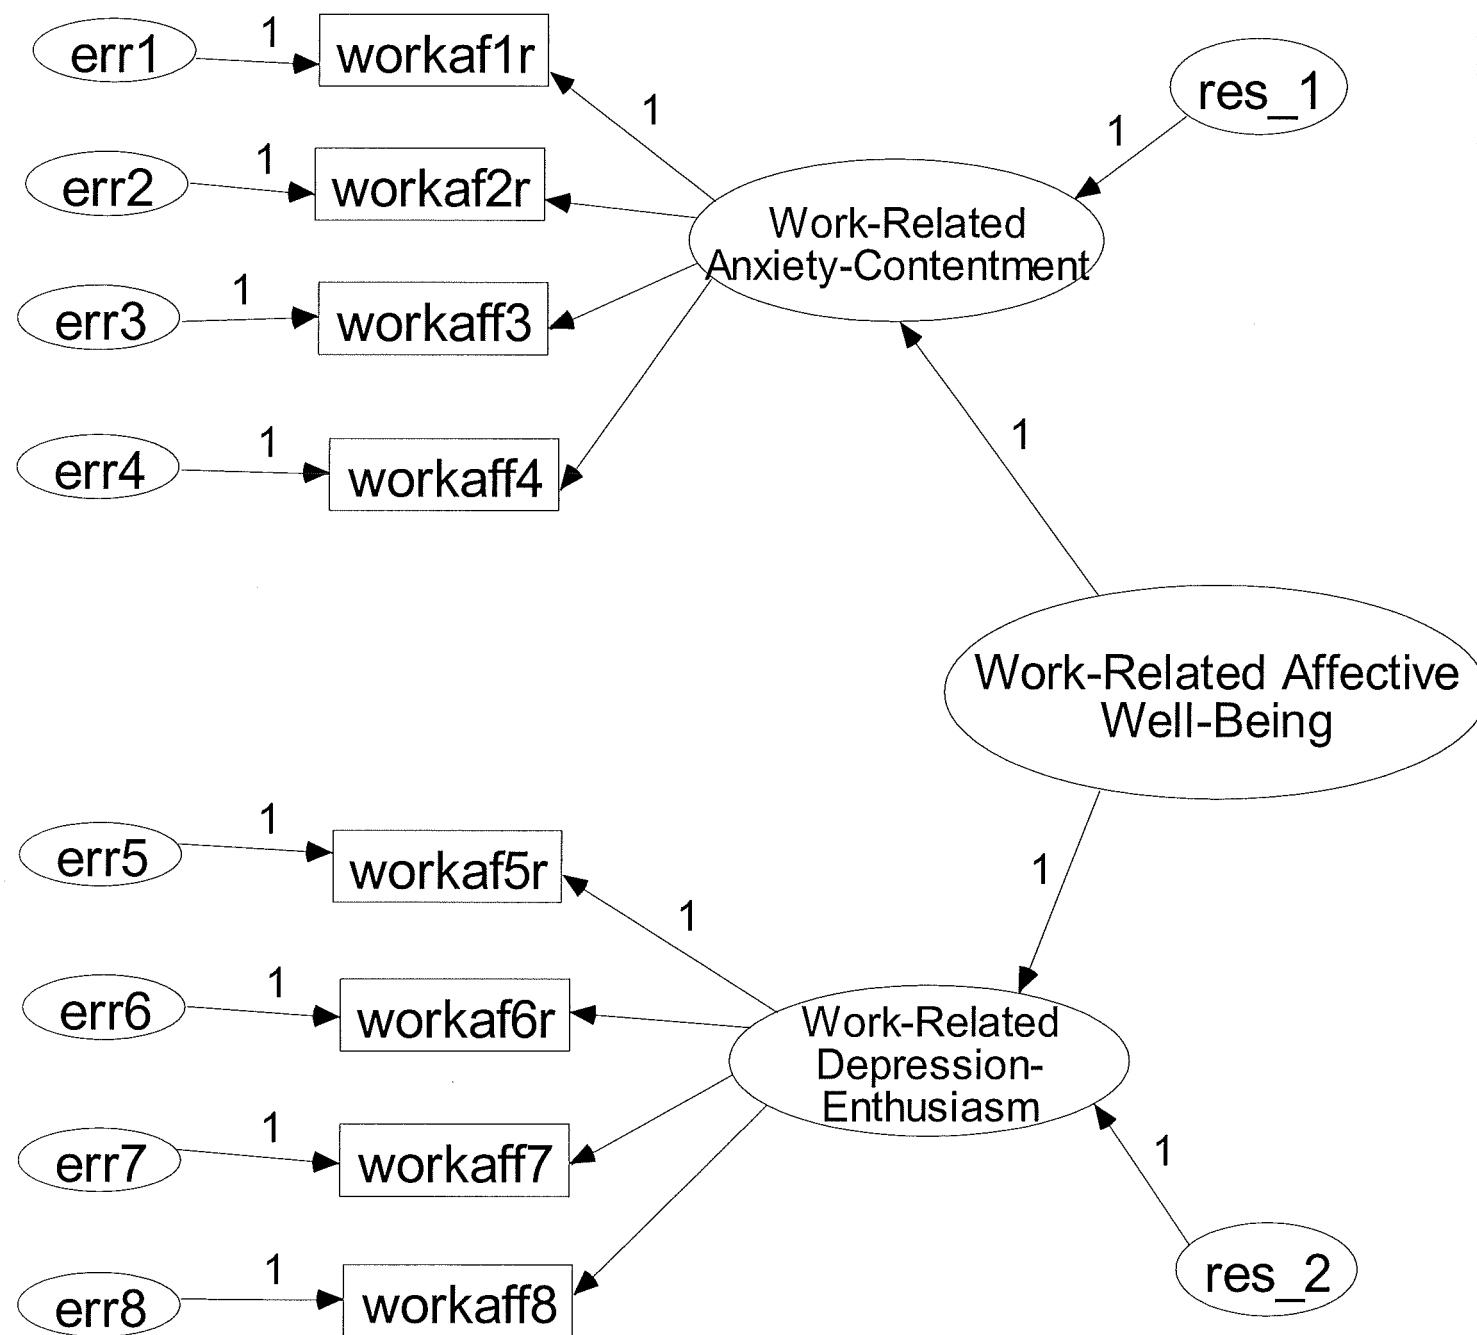 err1
1
workaf1r
1
res_1
1
err2
1
workaf2r
Work-Related
Anxiety-Contentment
err3
1
workaff3
err4
1
workaff4
1
Work-Related Affective
Well-Being
err5
1
workaf5r
1
1
err6
1
workaf6r
Work-Related
Depression-
Enthusiasm
err7
1
workaff7
1
err8
1
workaff8
res_2